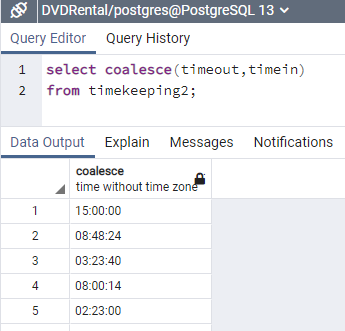 DVDRental/postgres@PostgreSQL 13
Query Editor Query History
1 select coalesce(timeout,timein)
2 from timekeeping2;
Data Output Explain Messages Notifications
coalesce
time without time zone
1 15:00:00
2 08:48:24
3 03:23:40
4 08:00:14
5 02:23:00